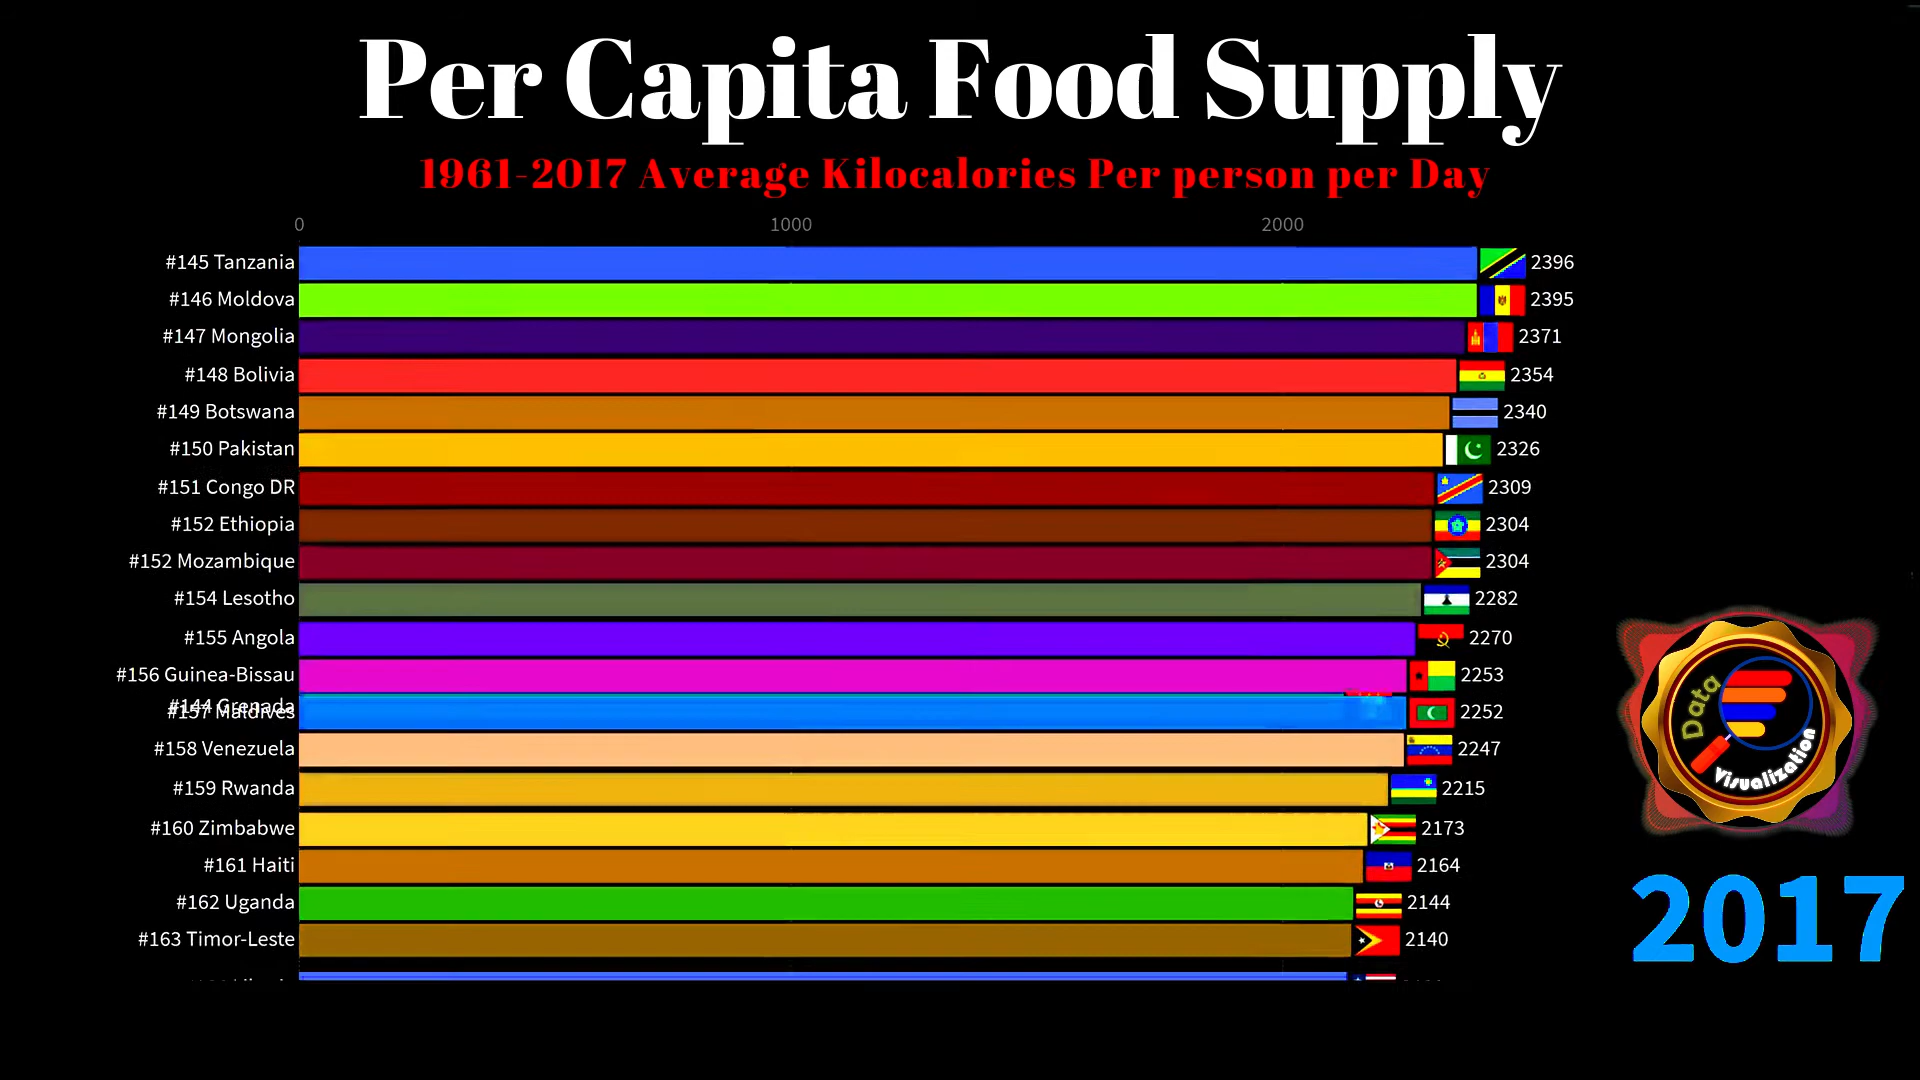 Per Capita Food Supply
1961-2017 Average Kilocalories Per person per Day
0 1000 2000
#145 Tanzania 2396
#146 Moldova 2395
#147 Mongolia 2371
#148 Bolivia 2354
#149 Botswana 2340
#150 Pakistan 2326
#151 Congo DR 2309
#152 Ethiopia 2304
#152 Mozambique 2304
#154 Lesotho 2282
#155 Angola 2270
#156 Guinea-Bissau 2253
#144 Grenada
#157 Maldives 2252
#158 Venezuela 2247
#159 Rwanda 2215
#160 Zimbabwe 2173
#161 Haiti 2164
#162 Uganda 2144
#163 Timor-Leste 2140
Data
Visualization
2017